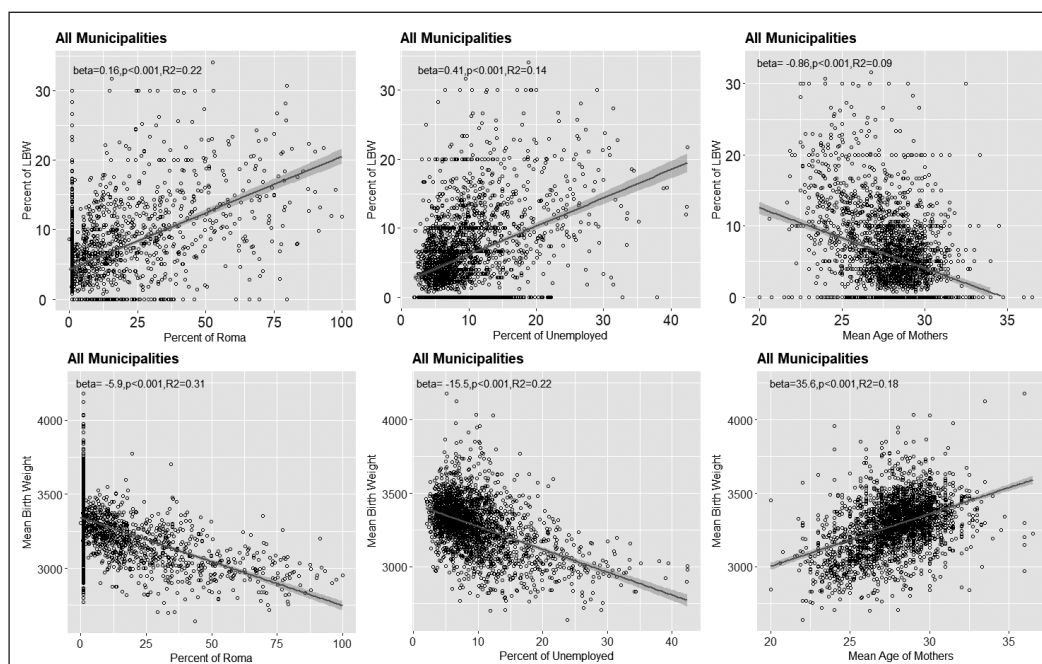 All Municipalities
beta=0.16,p<0.001,R2=0.22
Percent of LBW
30
20
10
0
0
25
50
75
100
Percent of Roma
All Municipalities
beta=0.41,p<0.001,R2=0.14
Percent of LBW
30
20
10
0
0
10
20
30
40
Percent of Unemployed
All Municipalities
beta= -0.86,p<0.001,R2=0.09
Percent of LBW
30
20
10
0
20
25
30
35
Mean Age of Mothers
All Municipalities
beta= -5.9,p<0.001,R2=0.31
Mean Birth Weight
4000
3500
3000
0
25
50
75
100
Percent of Roma
All Municipalities
beta= -15.5,p<0.001,R2=0.22
Mean Birth Weight
4000
3500
3000
0
10
20
30
40
Percent of Unemployed
All Municipalities
beta=35.6,p<0.001,R2=0.18
Mean Birth Weight
4000
3500
3000
20
25
30
35
Mean Age of Mothers